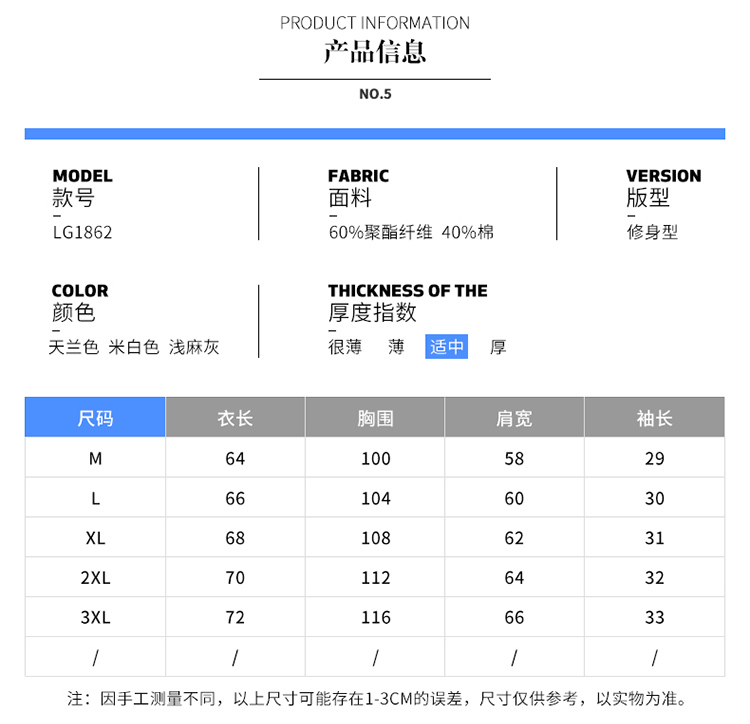 PRODUCT INFORMATION
产品信息
NO.5
MODEL
款号
LG1862
FABRIC
面料
60%聚酯纤维 40%棉
VERSION
版型
修身型
COLOR
颜色
天兰色 米白色 浅麻灰
THICKNESS OF THE
厚度指数
很薄 薄 适中 厚
尺码 衣长 胸围 肩宽 袖长
M 64 100 58 29
L 66 104 60 30
XL 68 108 62 31
2XL 70 112 64 32
3XL 72 116 66 33
/ / / / /
注：因手工测量不同，以上尺寸可能存在1-3CM的误差，尺寸仅供参考，以实物为准。